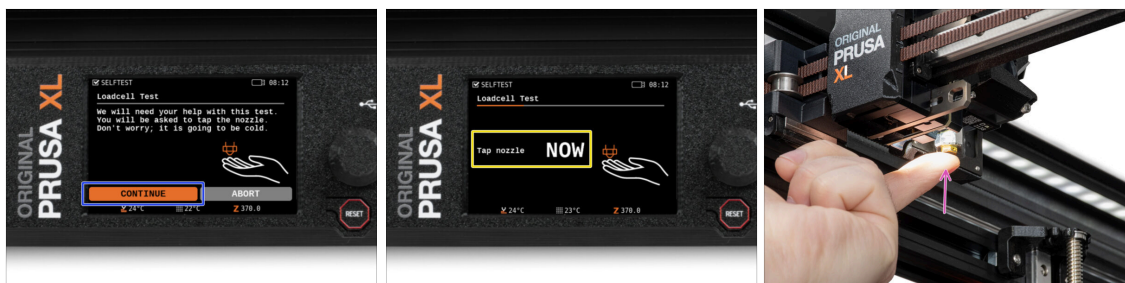 ORIGINAL
PRUSA XL
SELFTEST
08:12
Loadcell Test
We will need your help with this test.
You will be asked to tap the nozzle.
Don't worry; it is going to be cold.
CONTINUE
ABORT
24°C
22°C
Z 370.0
RESET
ORIGINAL
PRUSA XL
SELFTEST
08:12
Loadcell Test
Tap nozzle
NOW
24°C
23°C
Z 370.0
RESET
ORIGINAL
PRUSA
XL